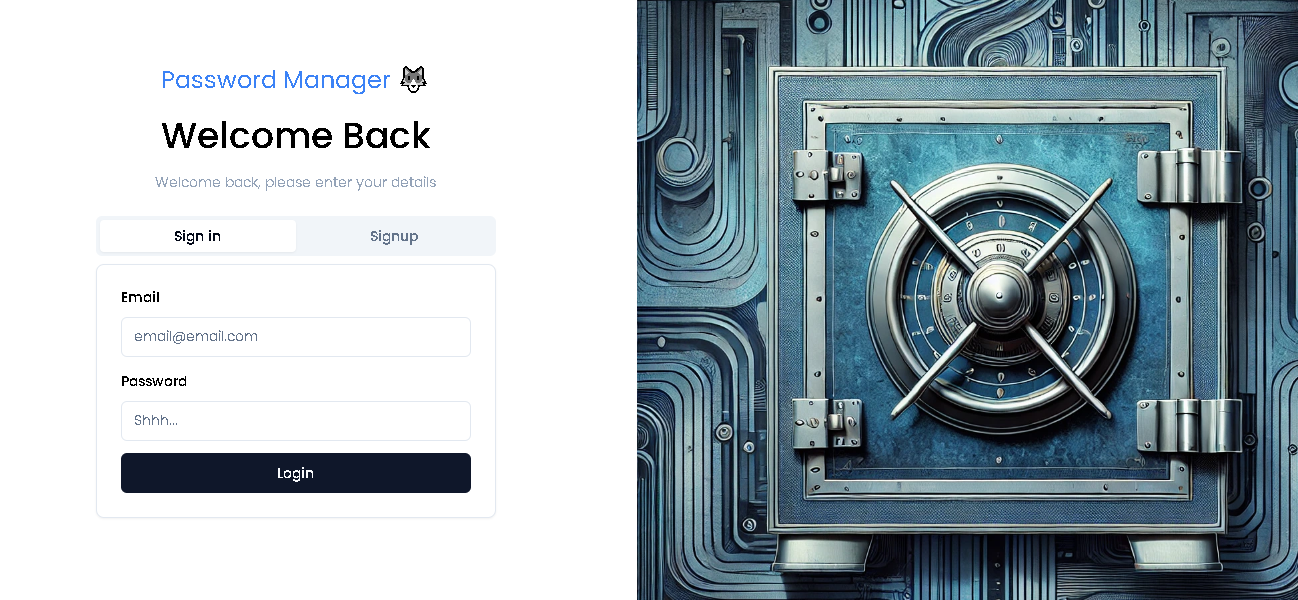 Password Manager
Welcome Back
Welcome back, please enter your details
Sign in
Signup
Email
email@email.com
Password
Shhh...
Login